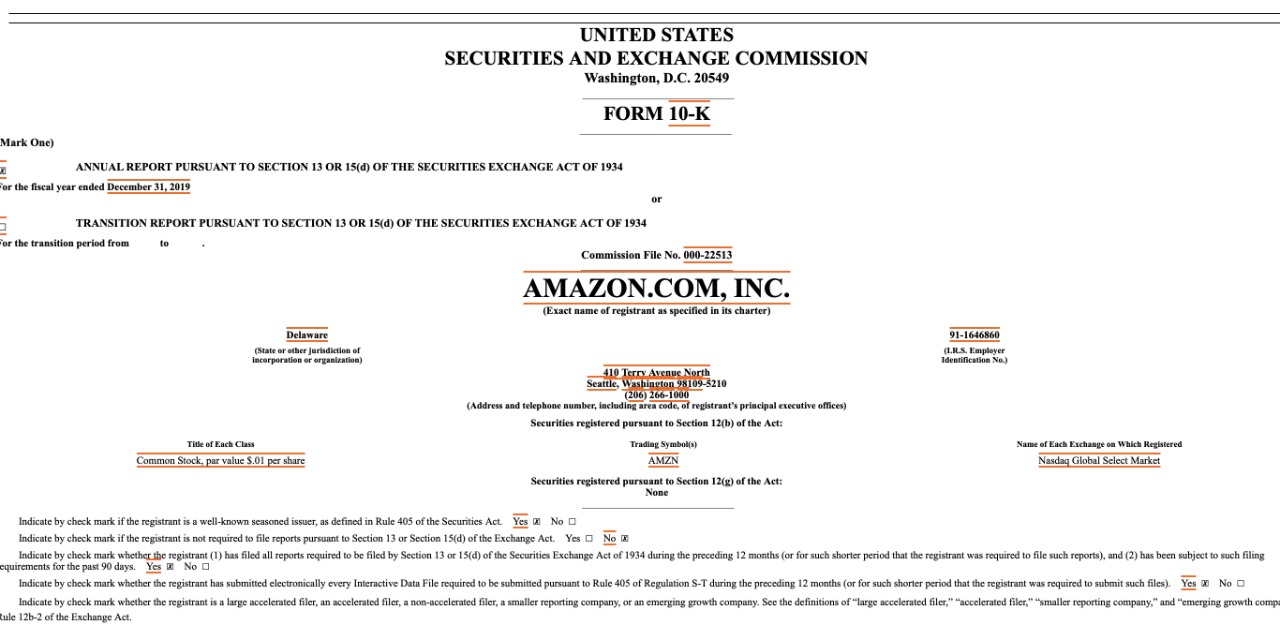 UNITED STATES
SECURITIES AND EXCHANGE COMMISSION
Washington, D.C. 20549
FORM 10-K
Mark One)
☒ ANNUAL REPORT PURSUANT TO SECTION 13 OR 15(d) OF THE SECURITIES EXCHANGE ACT OF 1934
For the fiscal year ended December 31, 2019
or
☐ TRANSITION REPORT PURSUANT TO SECTION 13 OR 15(d) OF THE SECURITIES EXCHANGE ACT OF 1934
For the transition period from to .
Commission File No. 000-22513
AMAZON.COM, INC.
(Exact name of registrant as specified in its charter)
Delaware 91-1646860
(State or other jurisdiction of (I.R.S. Employer
incorporation or organization) Identification No.)
410 Terry Avenue North
Seattle, Washington 98109-5210
(206) 266-1000
(Address and telephone number, including area code, of registrant’s principal executive offices)
Securities registered pursuant to Section 12(b) of the Act:
Title of Each Class Trading Symbol(s) Name of Each Exchange on Which Registered
Common Stock, par value $.01 per share AMZN Nasdaq Global Select Market
Securities registered pursuant to Section 12(g) of the Act:
None
Indicate by check mark if the registrant is a well-known seasoned issuer, as defined in Rule 405 of the Securities Act. Yes ☒ No ☐
Indicate by check mark if the registrant is not required to file reports pursuant to Section 13 or Section 15(d) of the Exchange Act. Yes ☐ No ☒
Indicate by check mark whether the registrant (1) has filed all reports required to be filed by Section 13 or 15(d) of the Securities Exchange Act of 1934 during the preceding 12 months (or for such shorter period that the registrant was required to file such reports), and (2) has been subject to such filing
equirements for the past 90 days. Yes ☒ No ☐
Indicate by check mark whether the registrant has submitted electronically every Interactive Data File required to be submitted pursuant to Rule 405 of Regulation S-T during the preceding 12 months (or for such shorter period that the registrant was required to submit such files). Yes ☒ No ☐
Indicate by check mark whether the registrant is a large accelerated filer, an accelerated filer, a non-accelerated filer, a smaller reporting company, or an emerging growth company. See the definitions of “large accelerated filer,” “accelerated filer,” “smaller reporting company,” and “emerging growth compa
Rule 12b-2 of the Exchange Act.